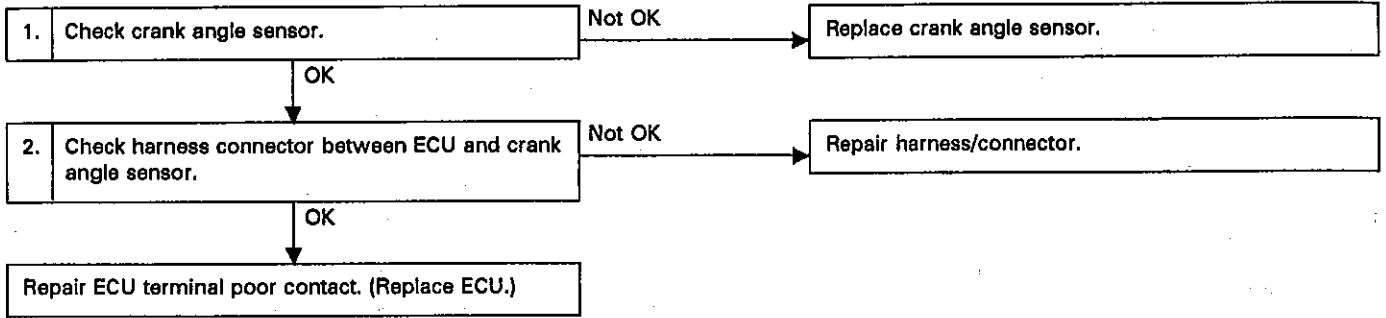 1. Check crank angle sensor.
Not OK
Replace crank angle sensor.
OK
2. Check harness connector between ECU and crank
angle sensor.
Not OK
Repair harness/connector.
OK
Repair ECU terminal poor contact. (Replace ECU.)